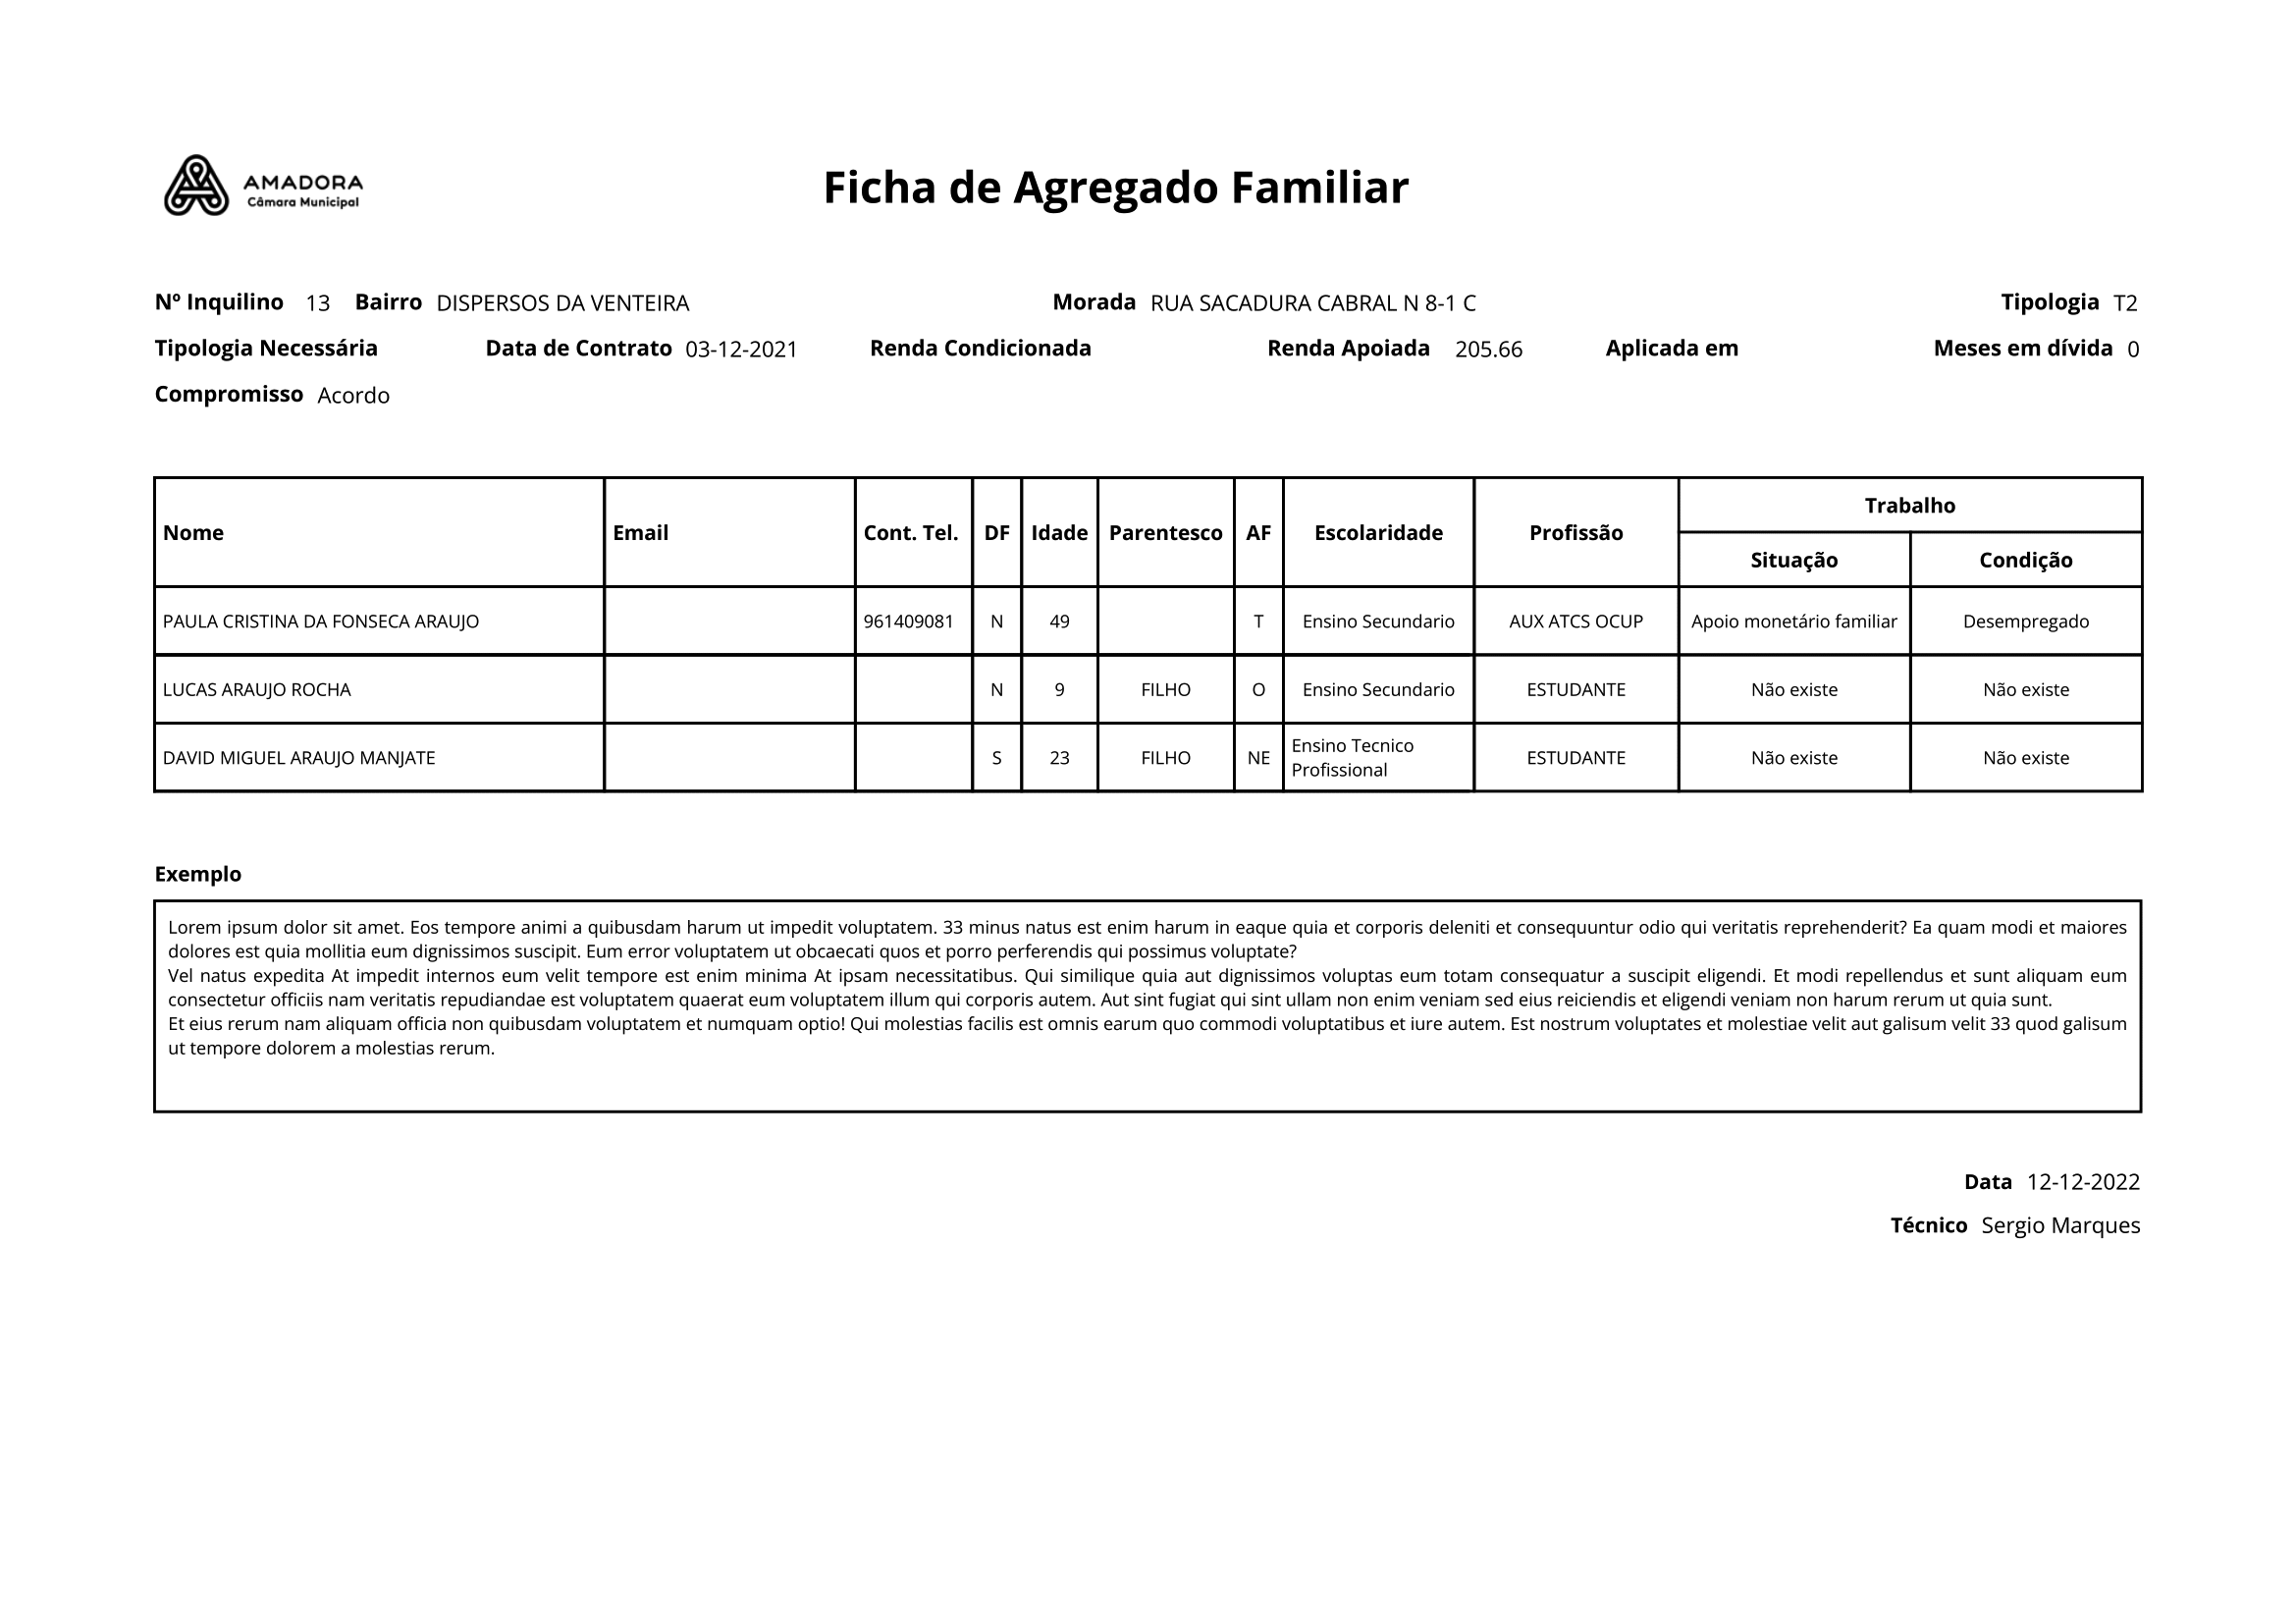 AMADORA
Câmara Municipal
Ficha de Agregado Familiar
Nº Inquilino 13 Bairro DISPERSOS DA VENTEIRA Morada RUA SACADURA CABRAL N 8-1 C Tipologia T2
Tipologia Necessária Data de Contrato 03-12-2021 Renda Condicionada Renda Apoiada 205.66 Aplicada em Meses em dívida 0
Compromisso Acordo
Nome Email Cont. Tel. DF Idade Parentesco AF Escolaridade Profissão Trabalho
Situação Condição
PAULA CRISTINA DA FONSECA ARAUJO 961409081 N 49 T Ensino Secundario AUX ATCS OCUP Apoio monetário familiar Desempregado
LUCAS ARAUJO ROCHA N 9 FILHO O Ensino Secundario ESTUDANTE Não existe Não existe
DAVID MIGUEL ARAUJO MANJATE S 23 FILHO NE Ensino Tecnico Profissional ESTUDANTE Não existe Não existe
Exemplo
Lorem ipsum dolor sit amet. Eos tempore animi a quibusdam harum ut impedit voluptatem. 33 minus natus est enim harum in eaque quia et corporis deleniti et consequuntur odio qui veritatis reprehenderit? Ea quam modi et maiores
dolores est quia mollitia eum dignissimos suscipit. Eum error voluptatem ut obcaecati quos et porro perferendis qui possimus voluptate?
Vel natus expedita At impedit internos eum velit tempore est enim minima At ipsam necessitatibus. Qui similique quia aut dignissimos voluptas eum totam consequatur a suscipit eligendi. Et modi repellendus et sunt aliquam eum
consectetur officiis nam veritatis repudiandae est voluptatem quaerat eum voluptatem illum qui corporis autem. Aut sint fugiat qui sint ullam non enim veniam sed eius reiciendis et eligendi veniam non harum rerum ut quia sunt.
Et eius rerum nam aliquam officia non quibusdam voluptatem et numquam optio! Qui molestias facilis est omnis earum quo commodi voluptatibus et iure autem. Est nostrum voluptates et molestiae velit aut galisum velit 33 quod galisum
ut tempore dolorem a molestias rerum.
Data 12-12-2022
Técnico Sergio Marques